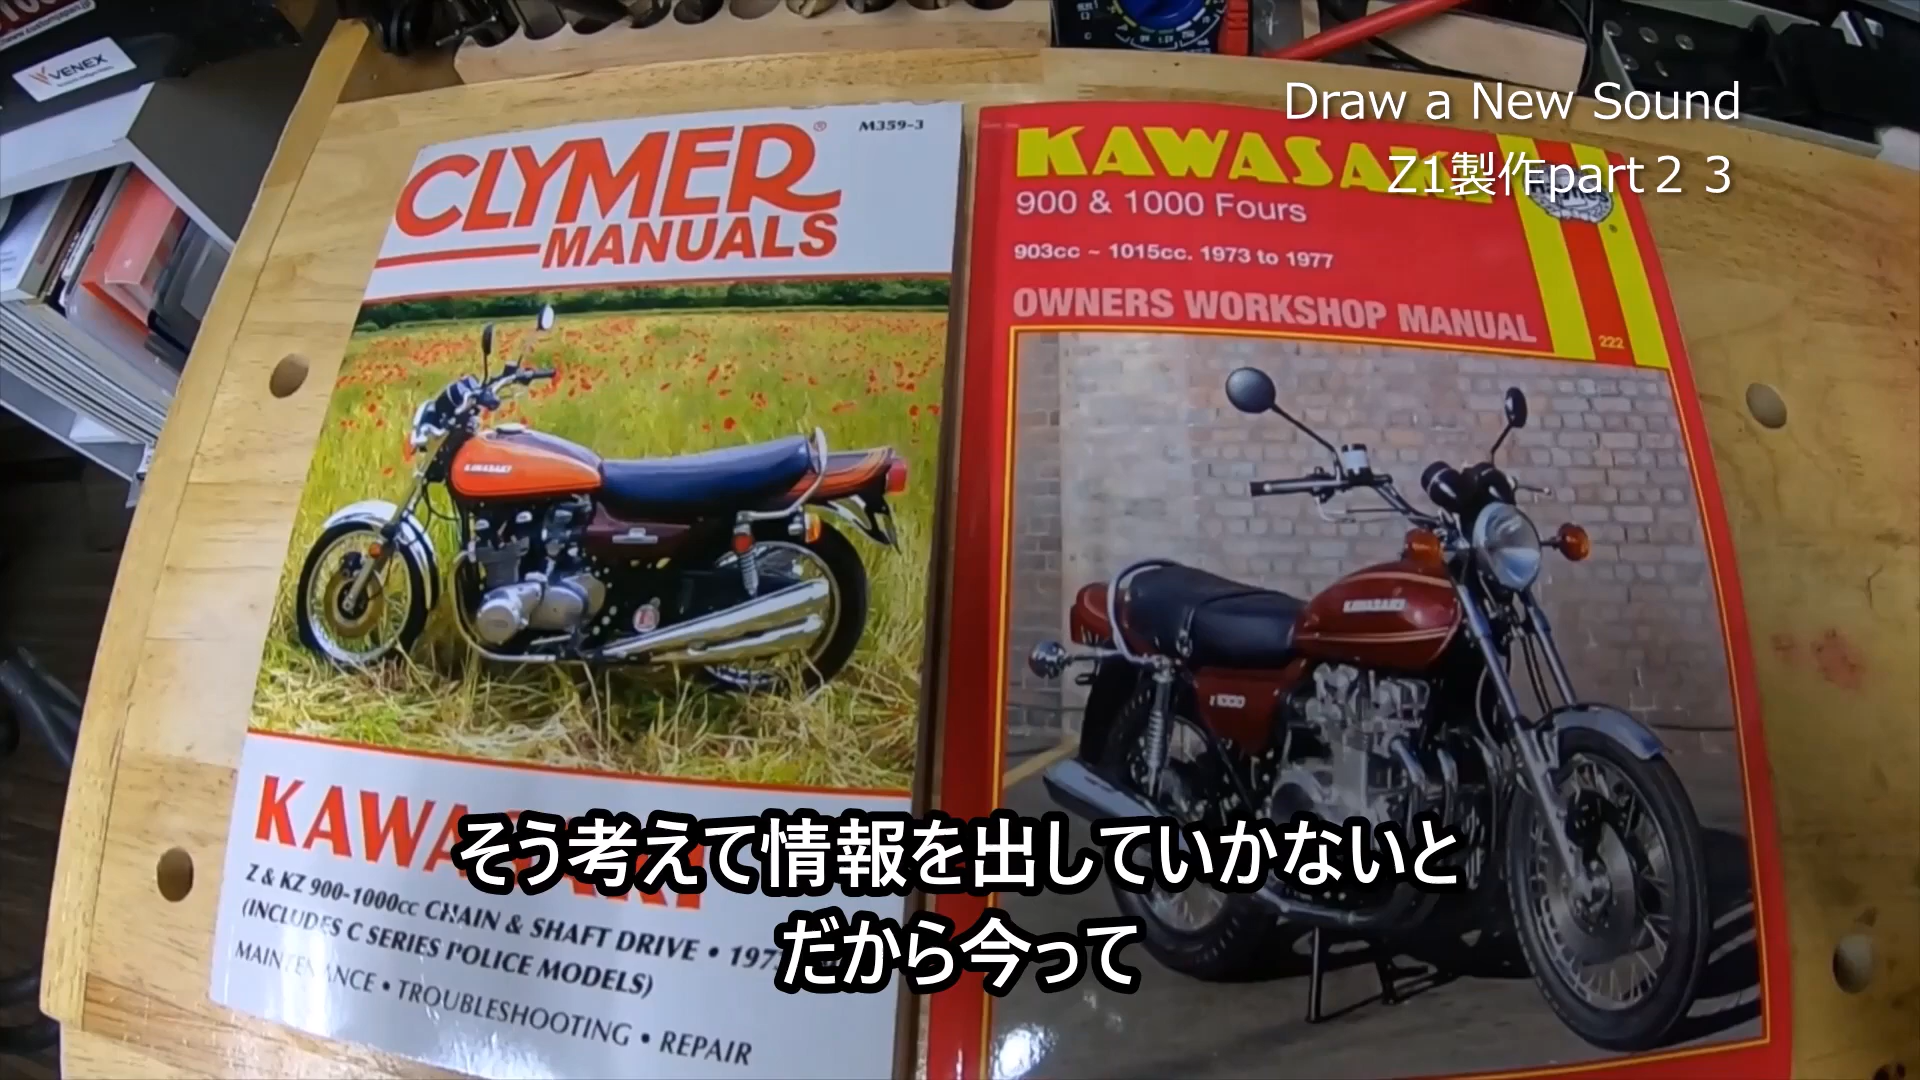 VENEX
Draw a New Sound
Z1製作part２３
CLYMER®
MANUALS
M359-3
KAWASAKI
Z & KZ 900-1000cc CHAIN & SHAFT DRIVE •
(INCLUDES C SERIES POLICE MODELS)
MAINTENANCE • TROUBLESHOOTING • REPAIR
KAWASAKI
900 & 1000 Fours
903cc ~ 1015cc. 1973 to 1977
OWNERS WORKSHOP MANUAL
222
KAWASAKI
KAWASAKI
z1000
そう考えて情報を出していかないと
だから今って